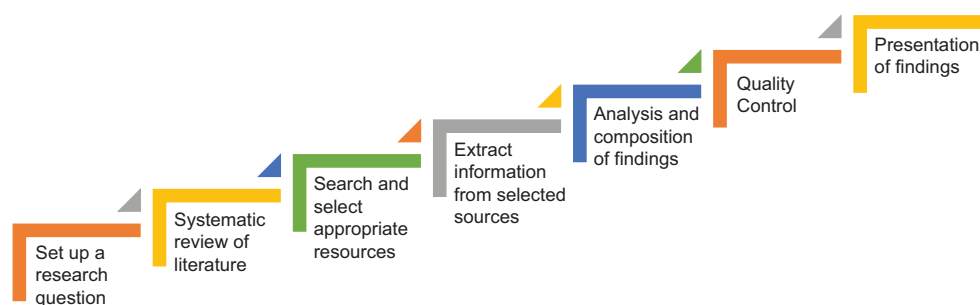 Set up a
research
question
Systematic
review of
literature
Search and
select
appropriate
resources
Extract
information
from selected
sources
Analysis and
composition
of findings
Quality
Control
Presentation
of findings